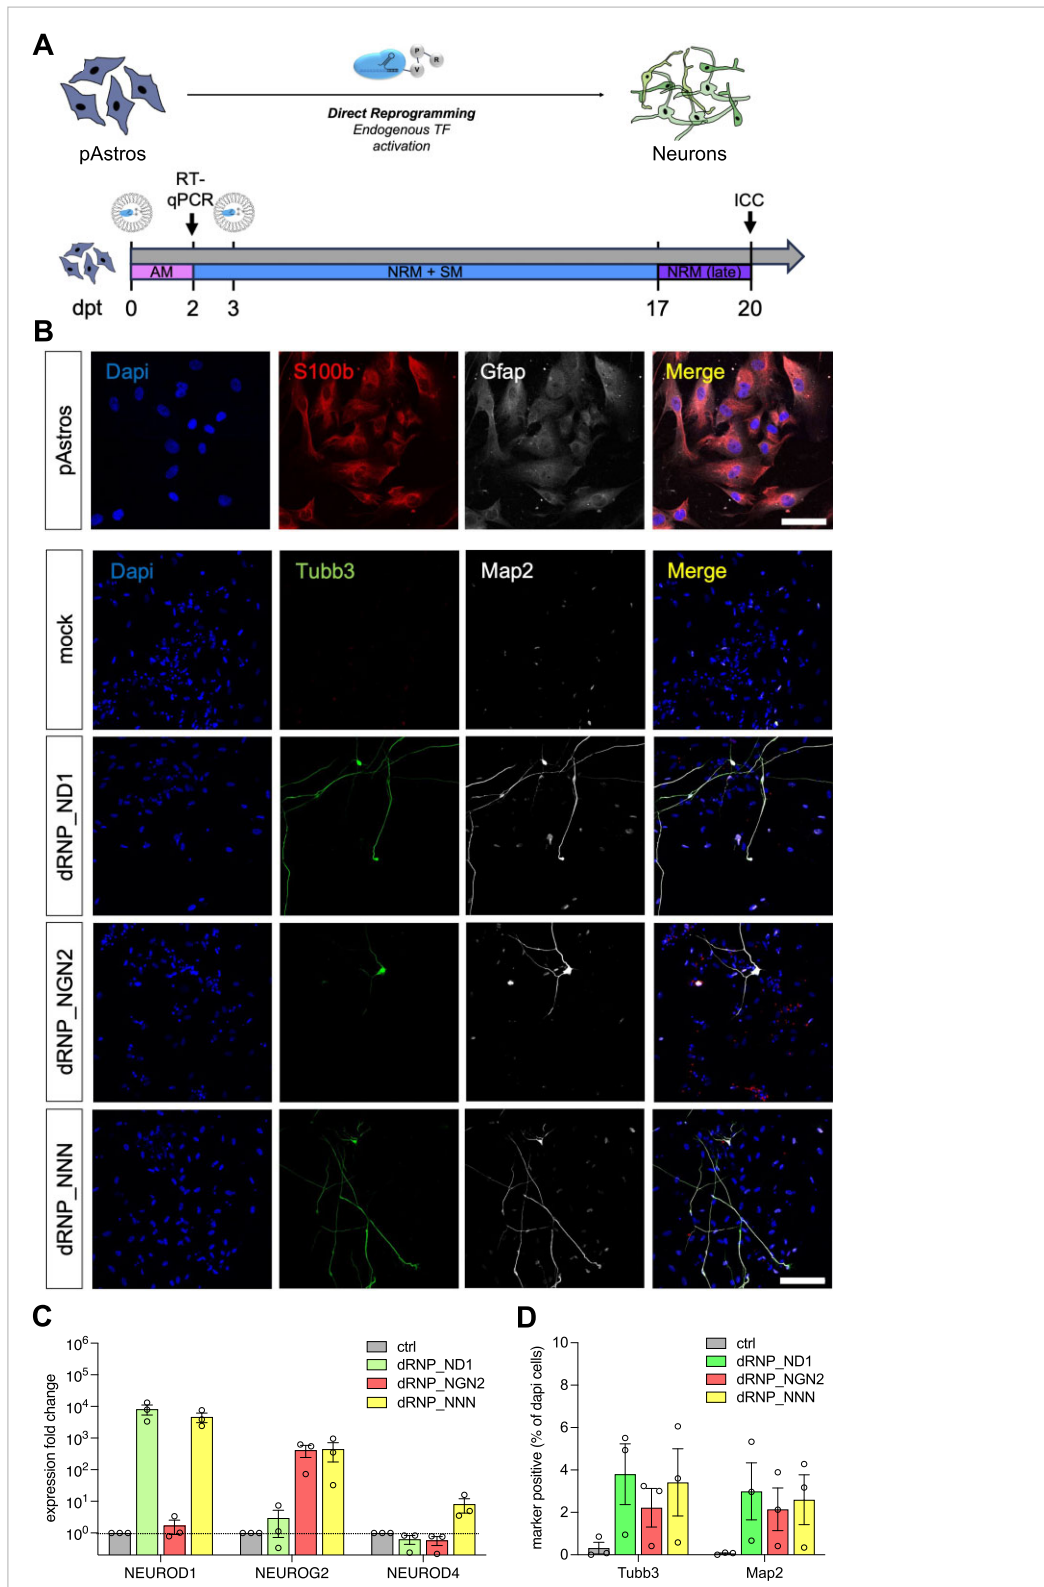 A
P
R
V
Direct Reprogramming
Endogenous TF
activation
pAstros
Neurons
RT-
qPCR
ICC
AM
NRM + SM
NRM (late)
dpt
0
2
3
17
20
B
pAstros
Dapi
S100b
Gfap
Merge
mock
Dapi
Tubb3
Map2
Merge
dRNP_ND1
dRNP_NGN2
dRNP_NNN
C
expression fold change
10⁶
10⁵
10⁴
10³
10²
10¹
10⁰
ctrl
dRNP_ND1
dRNP_NGN2
dRNP_NNN
NEUROD1
NEUROG2
NEUROD4
D
marker positive (% of dapi cells)
10
8
6
4
2
0
ctrl
dRNP_ND1
dRNP_NGN2
dRNP_NNN
Tubb3
Map2